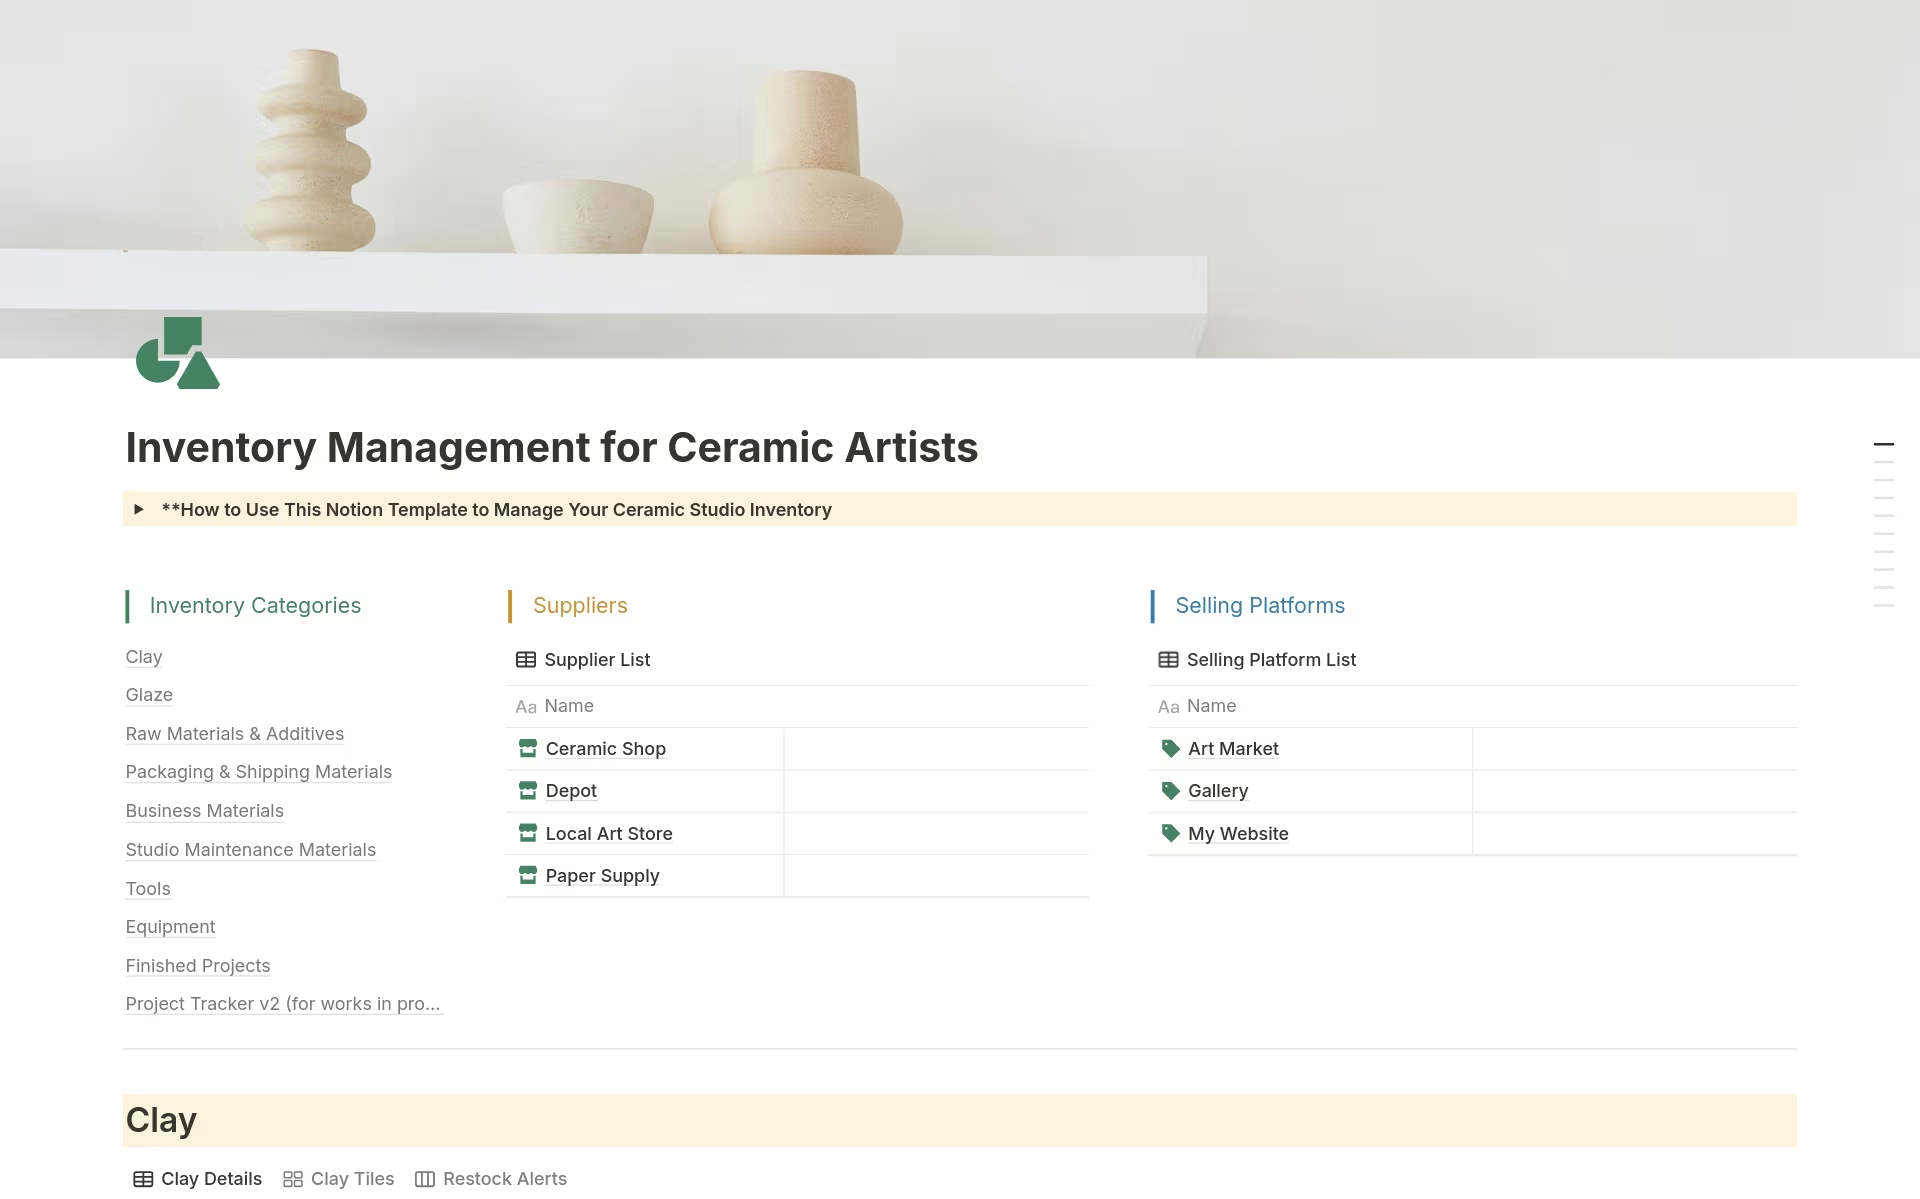 Inventory Management for Ceramic Artists
**How to Use This Notion Template to Manage Your Ceramic Studio Inventory
Inventory Categories
Clay
Glaze
Raw Materials & Additives
Packaging & Shipping Materials
Business Materials
Studio Maintenance Materials
Tools
Equipment
Finished Projects
Project Tracker v2 (for works in pro...
Suppliers
Supplier List
Aa Name
Ceramic Shop
Depot
Local Art Store
Paper Supply
Selling Platforms
Selling Platform List
Aa Name
Art Market
Gallery
My Website
Clay
Clay Details Clay Tiles Restock Alerts